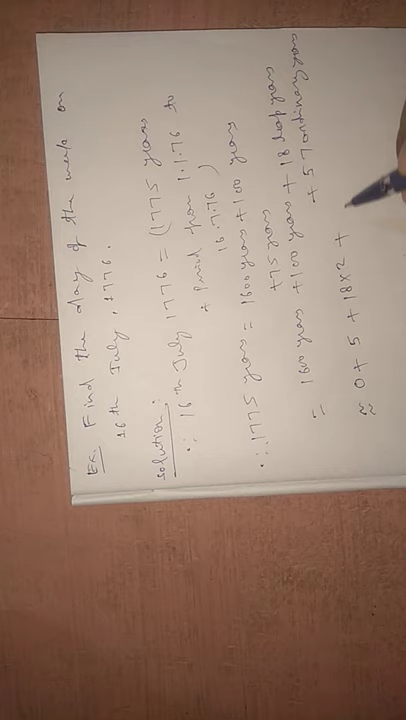 Ex. Find the day of the week on
16th July, 1776.
Solution:
∴ 16th July 1776 = (1775 years
+ Period from 1.1.76 to
16.7.76)
∴ 1775 years = 1600 years + 100 years
+ 75 years
= 1600 years + 100 years + 18 leap years
+ 57 ordinary years
≈ 0 + 5 + 18×2 +